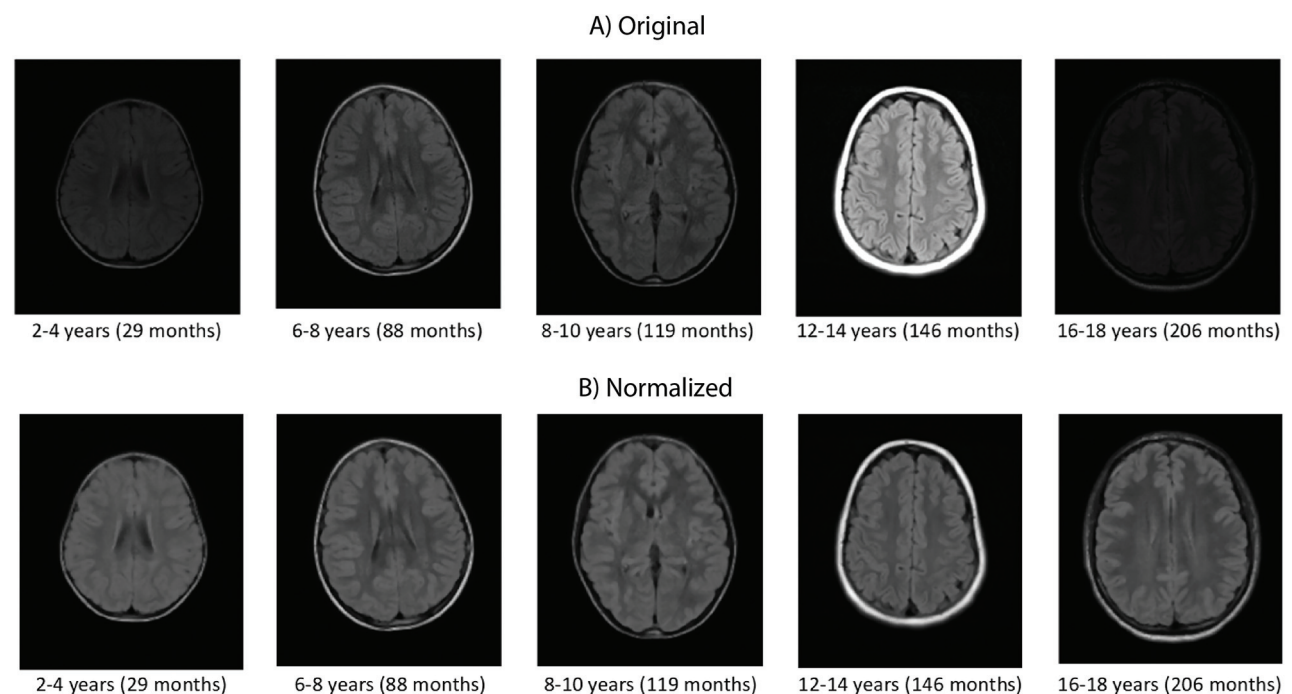 A) Original
2-4 years (29 months)
6-8 years (88 months)
8-10 years (119 months)
12-14 years (146 months)
16-18 years (206 months)
B) Normalized
2-4 years (29 months)
6-8 years (88 months)
8-10 years (119 months)
12-14 years (146 months)
16-18 years (206 months)